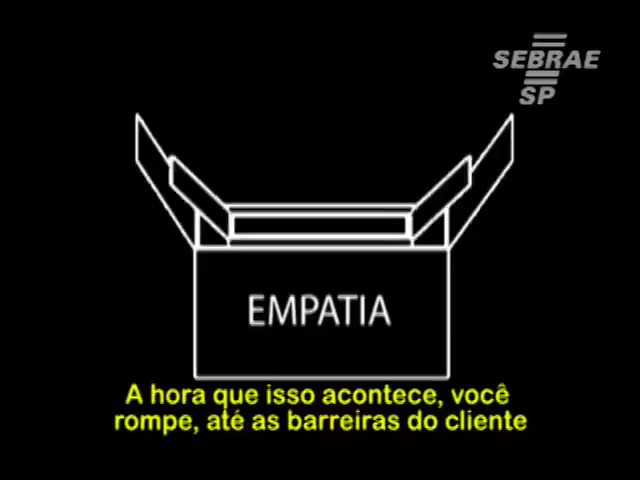 SEBRAE
SP
EMPATIA
A hora que isso acontece, você
rompe, até as barreiras do cliente